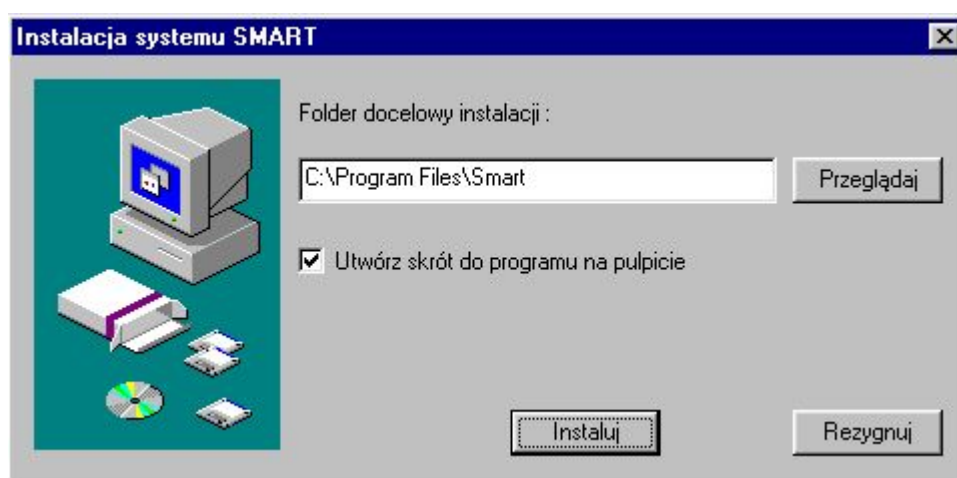 Instalacja systemu SMART
Folder docelowy instalacji :
C:\Program Files\Smart
Przeglądaj
Utwórz skrót do programu na pulpicie
Instaluj
Rezygnuj